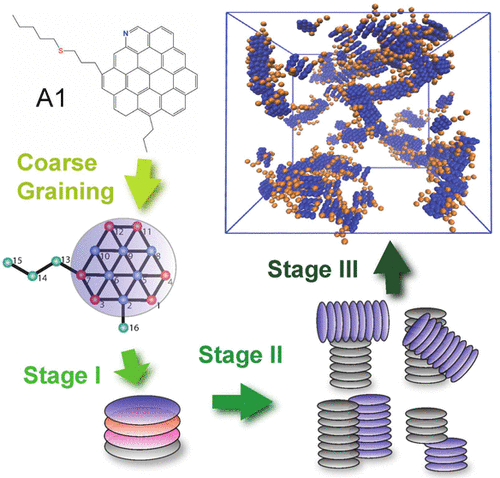 N
S
A1
Coarse
Graining
12 11
10 9 8
15 13 7 6 5 4
14
3 2 1
16
Stage I
Stage II
Stage III